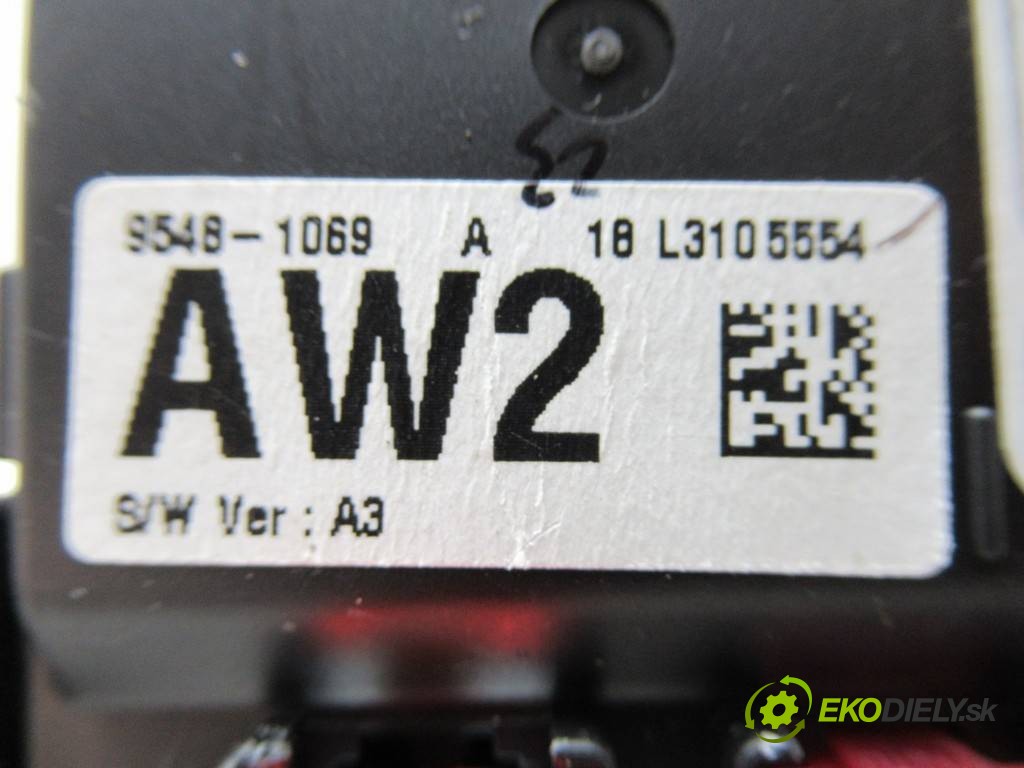 9548-1069 A 18 L3105554
AW2
S/W Ver : A3
EKODIELY.sk